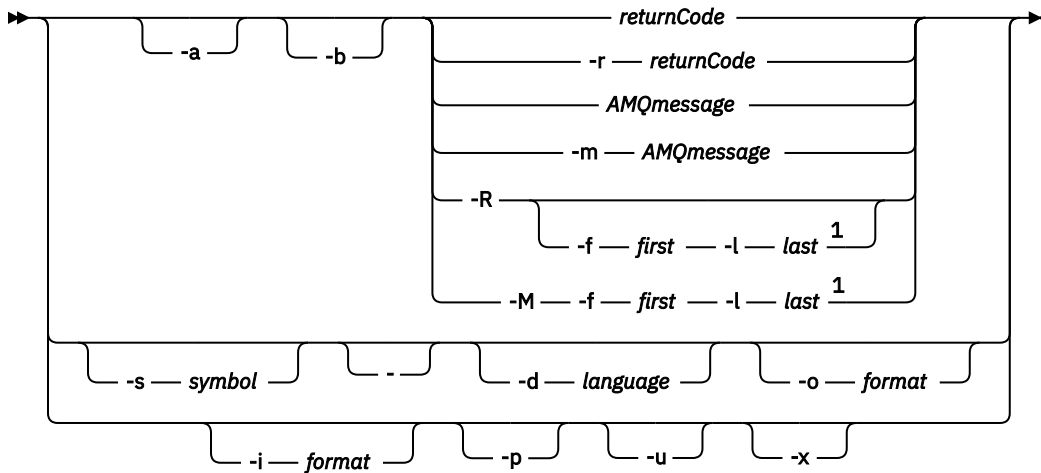 returnCode
-a -b
-r returnCode
AMQmessage
-m AMQmessage
-R
-f first -l last 1
-M -f first -l last 1
-s symbol - -d language -o format
-i format -p -u -x